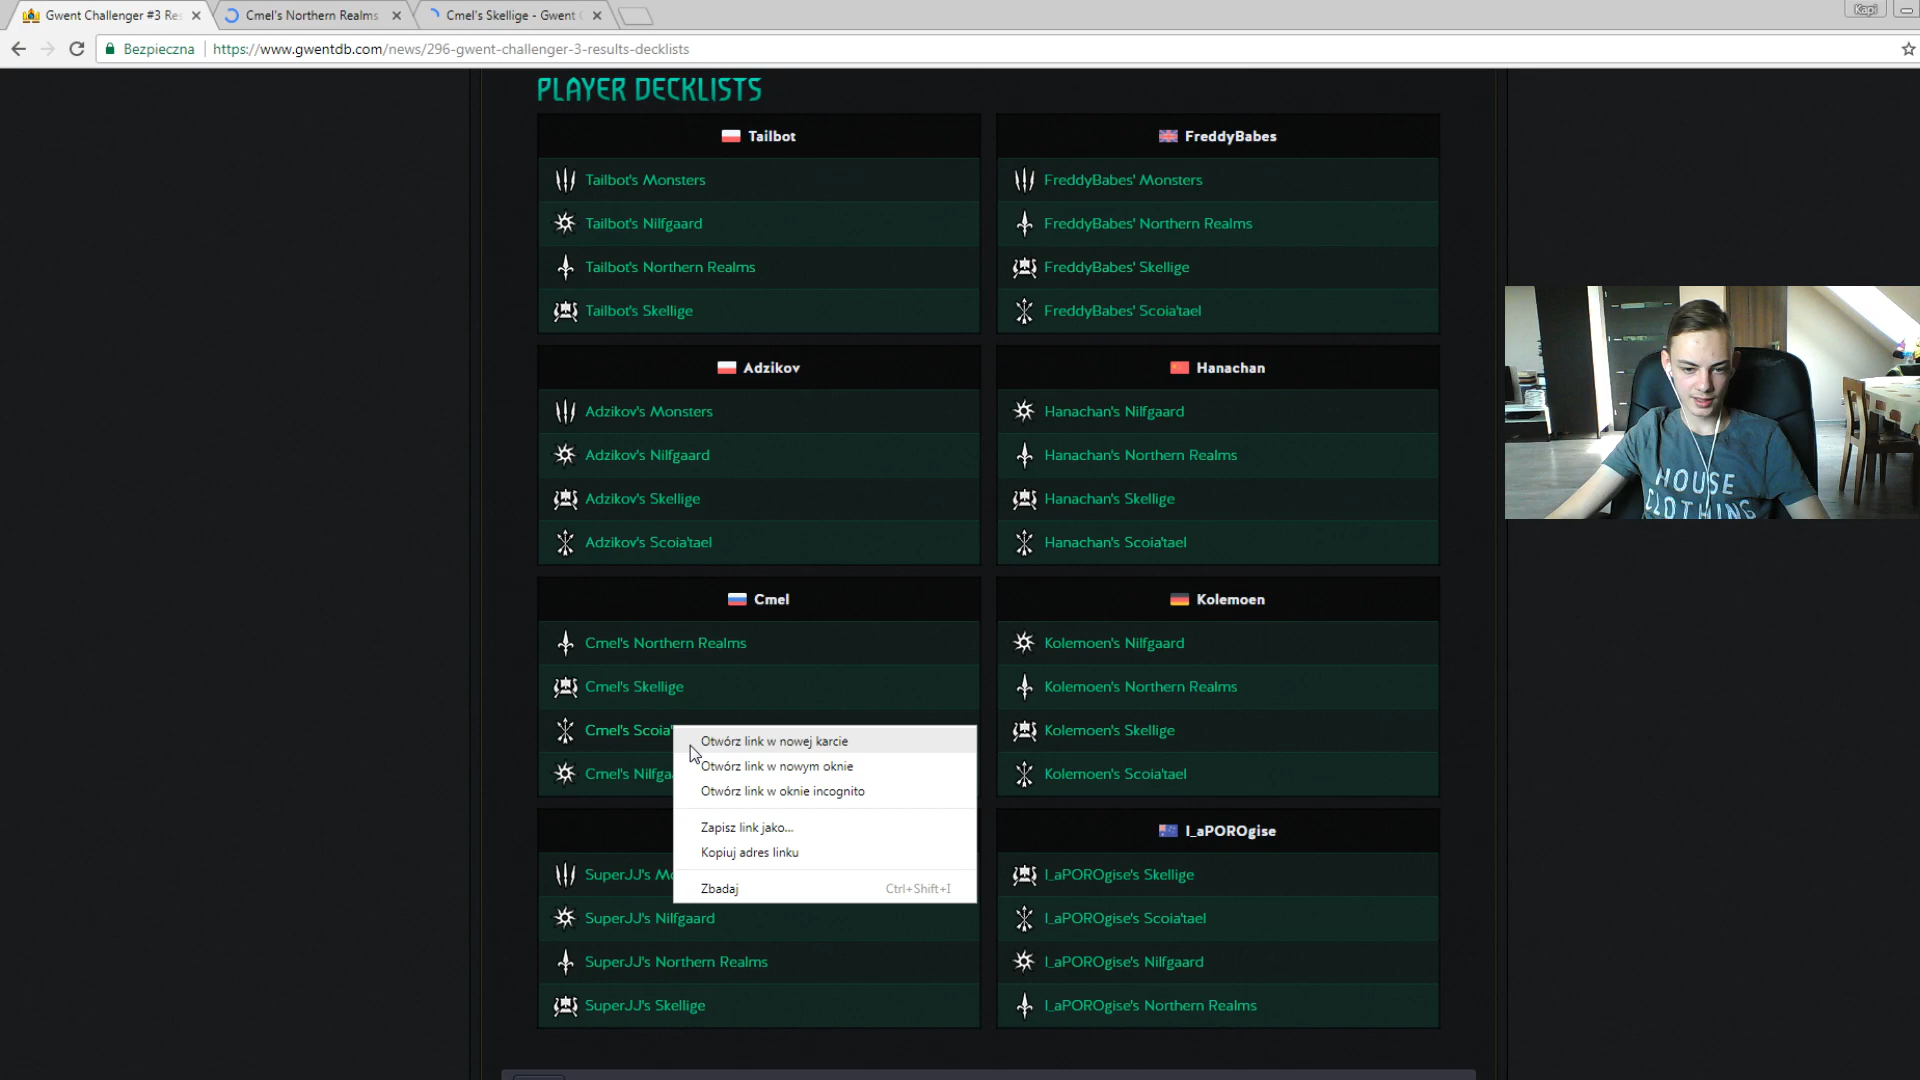 Gwent Challenger #3 Res
Cmel's Northern Realms
Cmel's Skellige - Gwent
Kapi
Bezpieczna
https://www.gwentdb.com/news/296-gwent-challenger-3-results-decklists
PLAYER DECKLISTS
Tailbot
Tailbot's Monsters
Tailbot's Nilfgaard
Tailbot's Northern Realms
Tailbot's Skellige
FreddyBabes
FreddyBabes' Monsters
FreddyBabes' Northern Realms
FreddyBabes' Skellige
FreddyBabes' Scoia'tael
Adzikov
Adzikov's Monsters
Adzikov's Nilfgaard
Adzikov's Skellige
Adzikov's Scoia'tael
Hanachan
Hanachan's Nilfgaard
Hanachan's Northern Realms
Hanachan's Skellige
Hanachan's Scoia'tael
Cmel
Cmel's Northern Realms
Cmel's Skellige
Cmel's Scoia'
Cmel's Nilfga
Kolemoen
Kolemoen's Nilfgaard
Kolemoen's Northern Realms
Kolemoen's Skellige
Kolemoen's Scoia'tael
Otwórz link w nowej karcie
Otwórz link w nowym oknie
Otwórz link w oknie incognito
Zapisz link jako...
Kopiuj adres linku
Zbadaj Ctrl+Shift+I
SuperJJ's Mo
SuperJJ's Nilfgaard
SuperJJ's Northern Realms
SuperJJ's Skellige
I_aPOROgise
I_aPOROgise's Skellige
I_aPOROgise's Scoia'tael
I_aPOROgise's Nilfgaard
I_aPOROgise's Northern Realms
HOUSE
CLOTHING